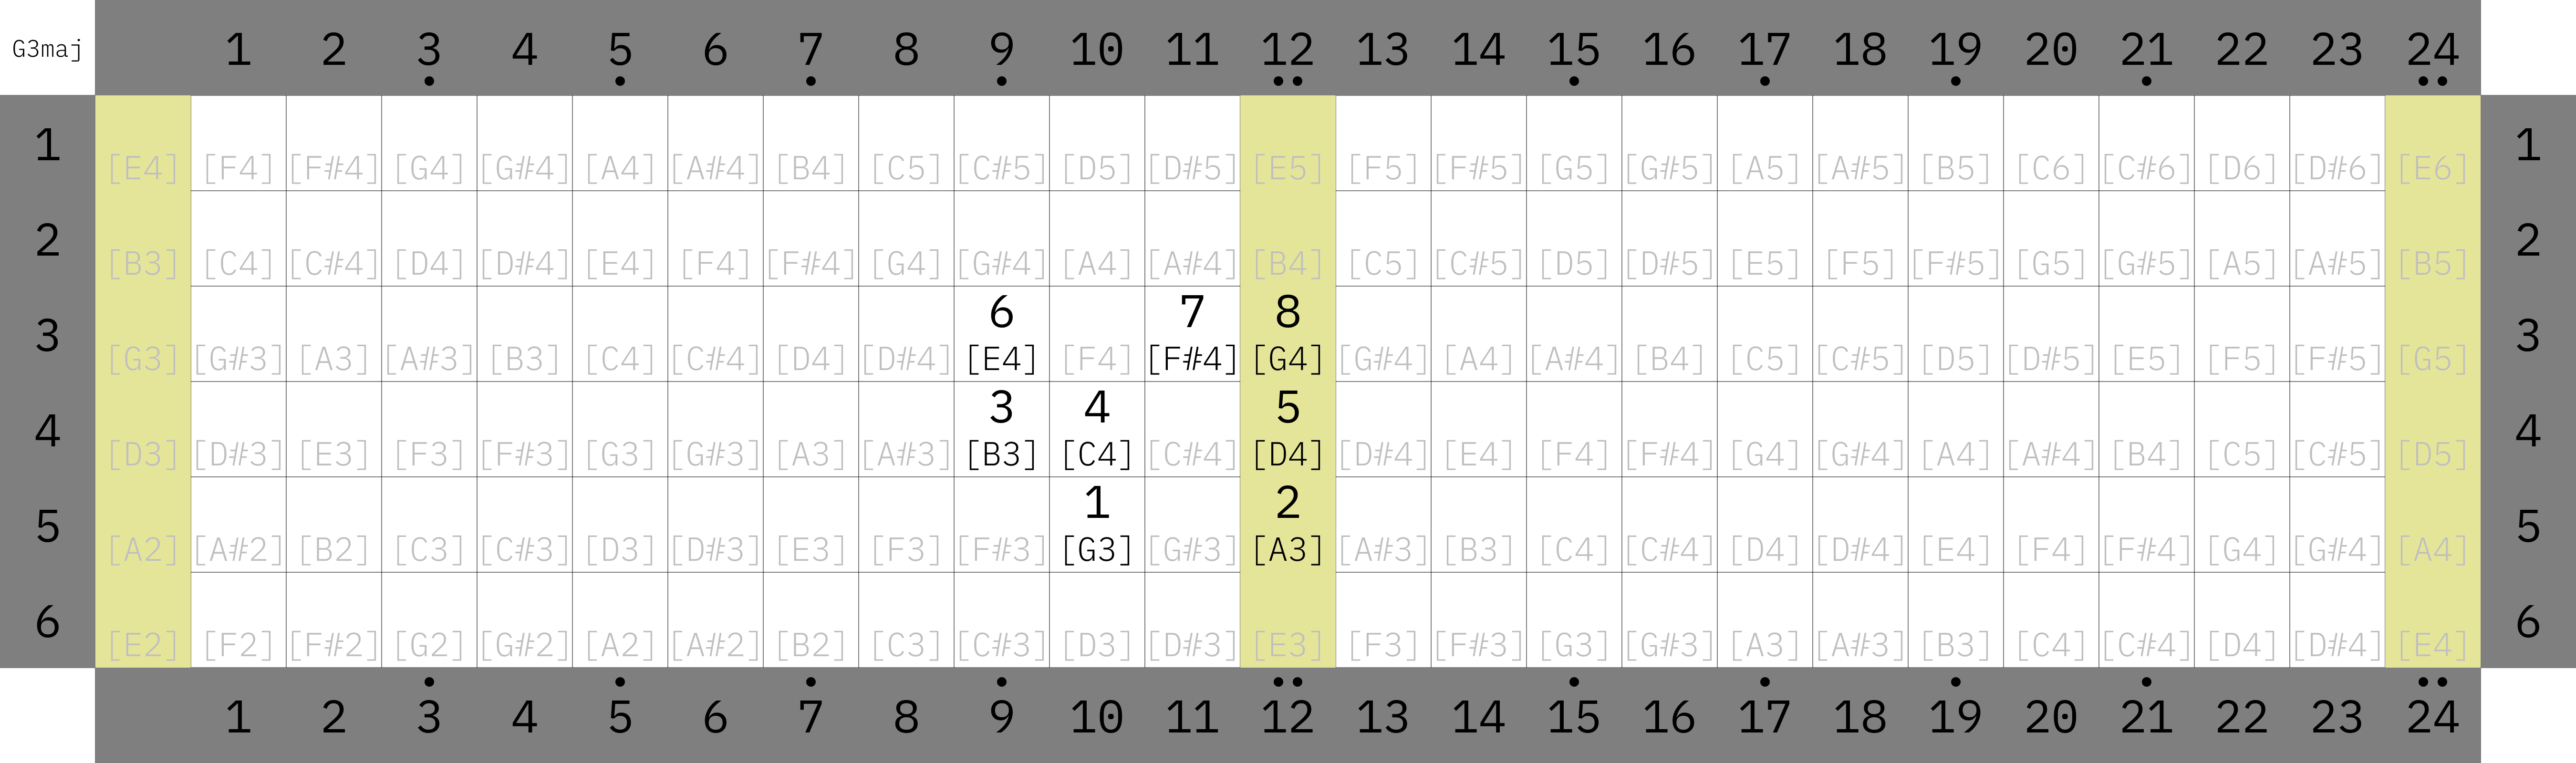 G3maj 1 2 3 4 5 6 7 8 9 10 11 12 13 14 15 16 17 18 19 20 21 22 23 24
1 [E4] [F4] [F#4] [G4] [G#4] [A4] [A#4] [B4] [C5] [C#5] [D5] [D#5] [E5] [F5] [F#5] [G5] [G#5] [A5] [A#5] [B5] [C6] [C#6] [D6] [D#6] [E6] 1
2 [B3] [C4] [C#4] [D4] [D#4] [E4] [F4] [F#4] [G4] [G#4] [A4] [A#4] [B4] [C5] [C#5] [D5] [D#5] [E5] [F5] [F#5] [G5] [G#5] [A5] [A#5] [B5] 2
6 7 8
3 [G3] [G#3] [A3] [A#3] [B3] [C4] [C#4] [D4] [D#4] [E4] [F4] [F#4] [G4] [G#4] [A4] [A#4] [B4] [C5] [C#5] [D5] [D#5] [E5] [F5] [F#5] [G5] 3
3 4 5
4 [D3] [D#3] [E3] [F3] [F#3] [G3] [G#3] [A3] [A#3] [B3] [C4] [C#4] [D4] [D#4] [E4] [F4] [F#4] [G4] [G#4] [A4] [A#4] [B4] [C5] [C#5] [D5] 4
1 2
5 [A2] [A#2] [B2] [C3] [C#3] [D3] [D#3] [E3] [F3] [F#3] [G3] [G#3] [A3] [A#3] [B3] [C4] [C#4] [D4] [D#4] [E4] [F4] [F#4] [G4] [G#4] [A4] 5
6 [E2] [F2] [F#2] [G2] [G#2] [A2] [A#2] [B2] [C3] [C#3] [D3] [D#3] [E3] [F3] [F#3] [G3] [G#3] [A3] [A#3] [B3] [C4] [C#4] [D4] [D#4] [E4] 6
1 2 3 4 5 6 7 8 9 10 11 12 13 14 15 16 17 18 19 20 21 22 23 24